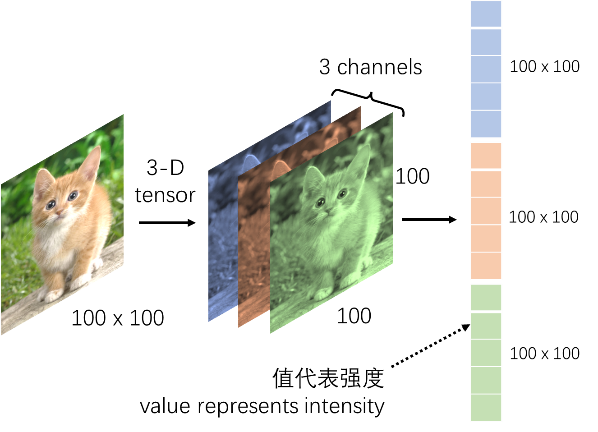 3 channels
3-D
tensor
100 x 100
100
100
100 x 100
100 x 100
100 x 100
值代表强度
value represents intensity